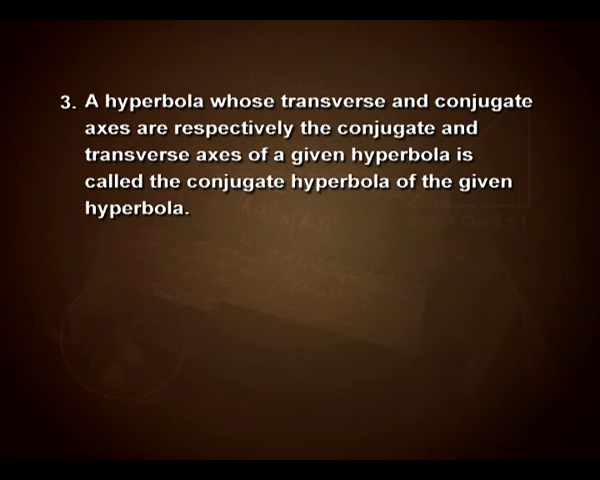 3. A hyperbola whose transverse and conjugate
axes are respectively the conjugate and
transverse axes of a given hyperbola is
called the conjugate hyperbola of the given
hyperbola.